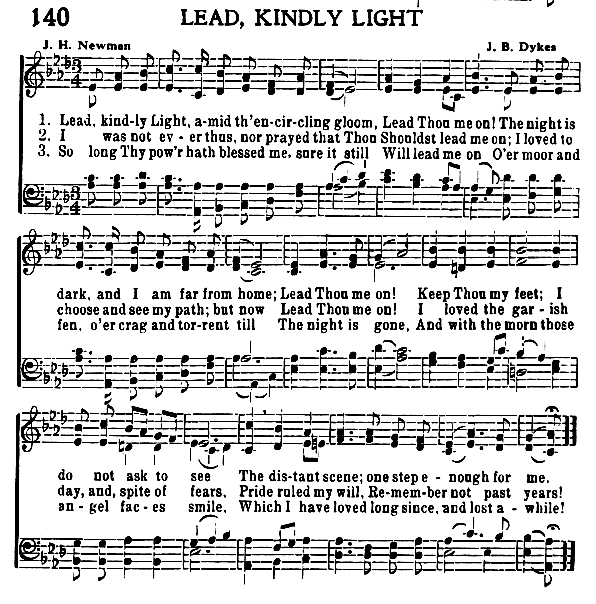 140 LEAD, KINDLY LIGHT
J. H. Newman J. B. Dykes
1. Lead, kind-ly Light, a-mid th'en-cir-cling gloom, Lead Thou me on! The night is
2. I was not ev - er thus, nor prayed that Thou Shouldst lead me on; I loved to
3. So long Thy pow'r hath blessed me, sure it still Will lead me on O'er moor and
dark, and I am far from home; Lead Thou me on! Keep Thou my feet; I
choose and see my path; but now Lead Thou me on! I loved the gar - ish
fen, o'er crag and tor-rent till The night is gone, And with the morn those
do not ask to see The dis-tant scene; one step e - nough for me.
day, and, spite of fears, Pride ruled my will, Re-mem-ber not past years!
an - gel fac - es smile, Which I have loved long since, and lost a - while!